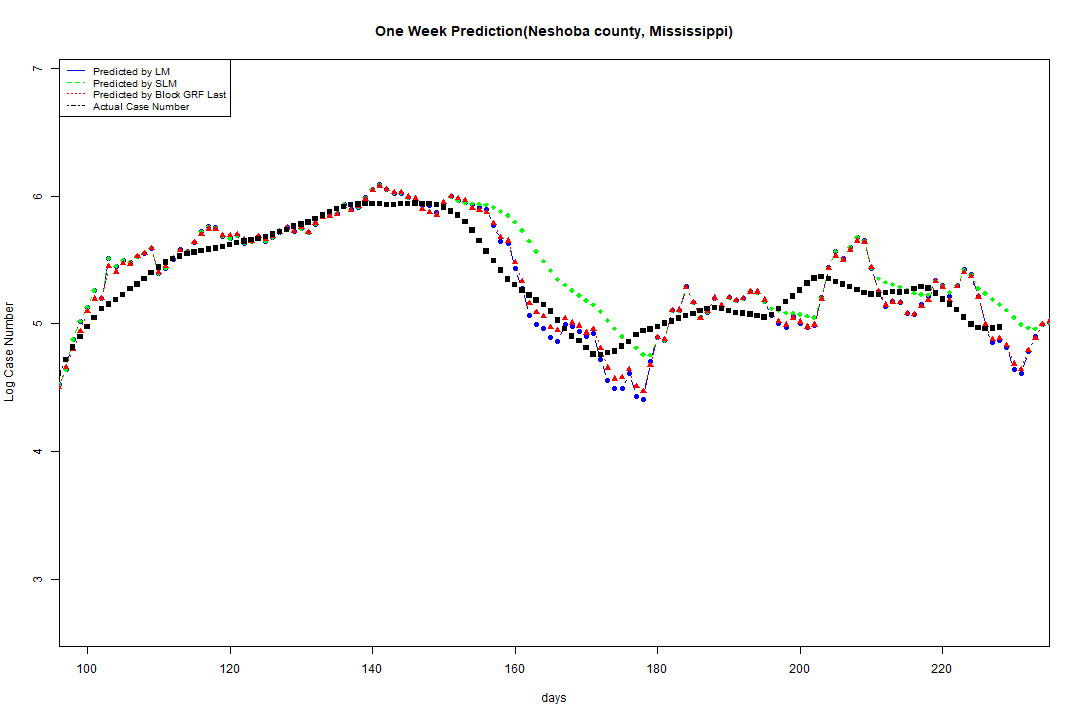 One Week Prediction(Neshoba county, Mississippi)
Predicted by LM
Predicted by SLM
Predicted by Block GRF Last
Actual Case Number
7
6
5
4
3
Log Case Number
100 120 140 160 180 200 220
days